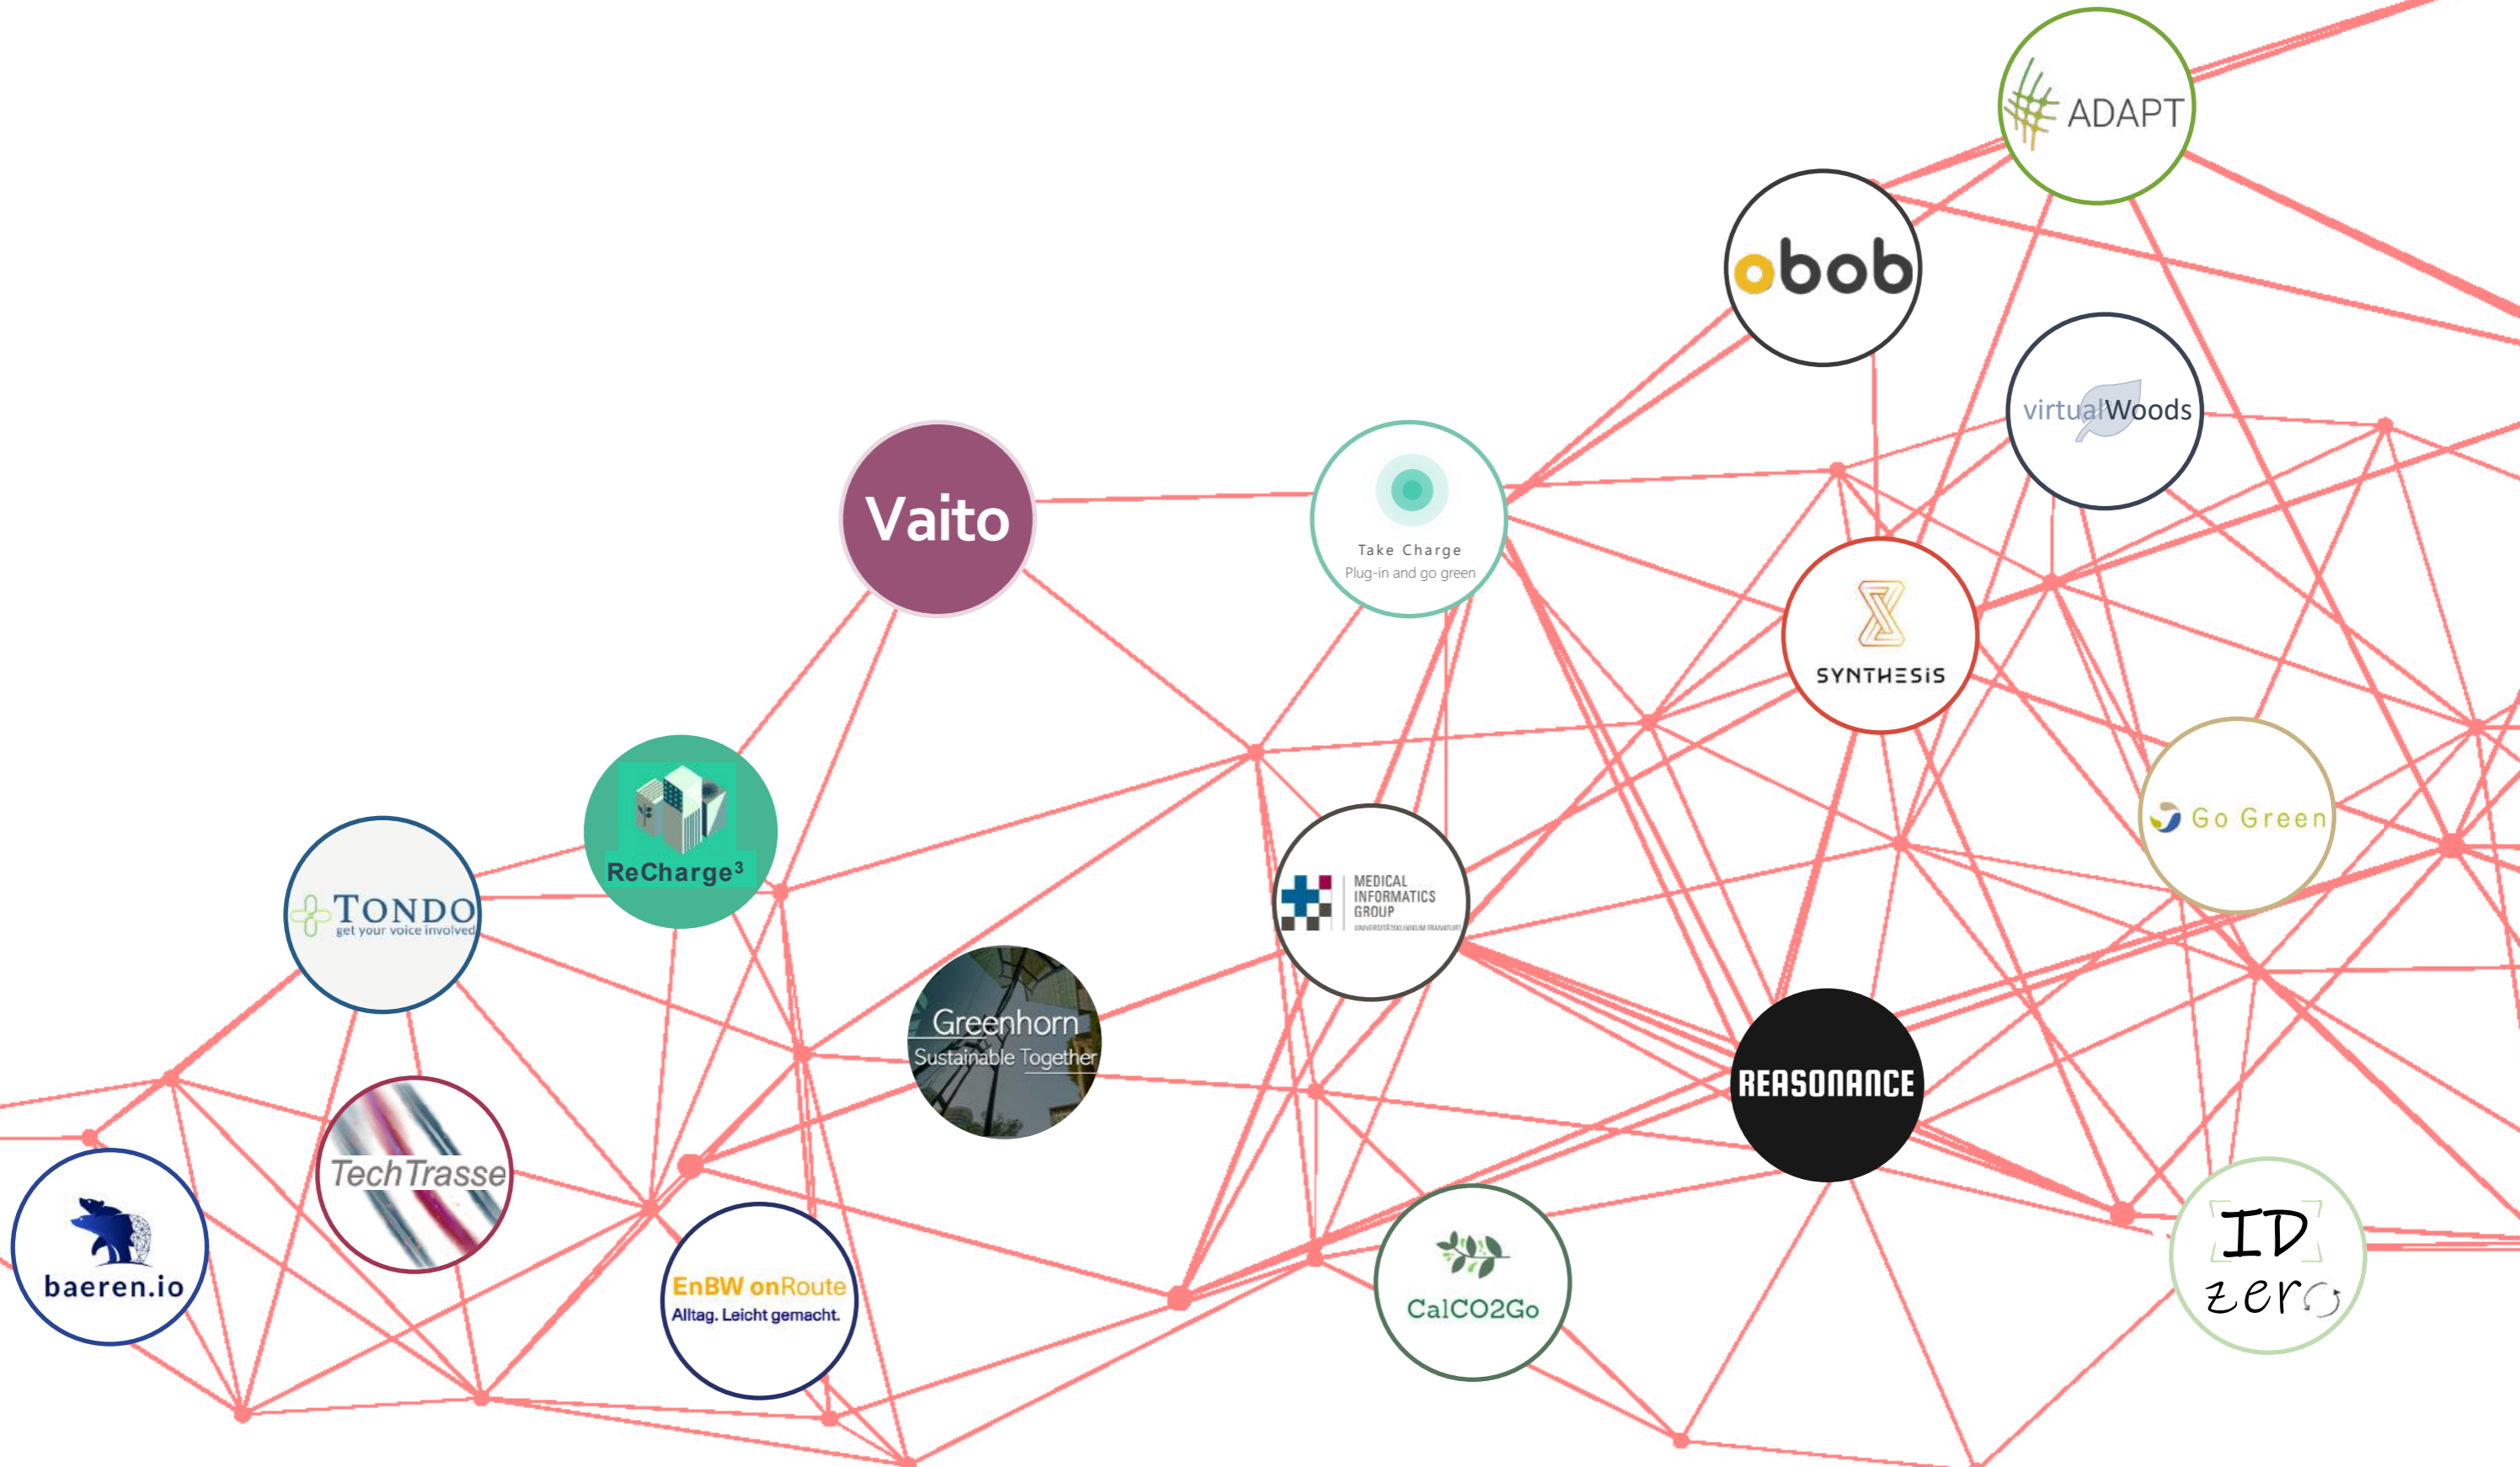 ADAPT
obob
virtualWoods
Vaito
Take Charge
Plug-in and go green
SYNTHESiS
Go Green
ReCharge³
TONDO
get your voice involved
MEDICAL
INFORMATICS
GROUP
UNIVERSITÄTSKLINIKUM FRANKFURT
Greenhorn
Sustainable Together
REASONANCE
TechTrasse
baeren.io
EnBW onRoute
Alltag. Leicht gemacht.
CalCO2Go
ID
zero